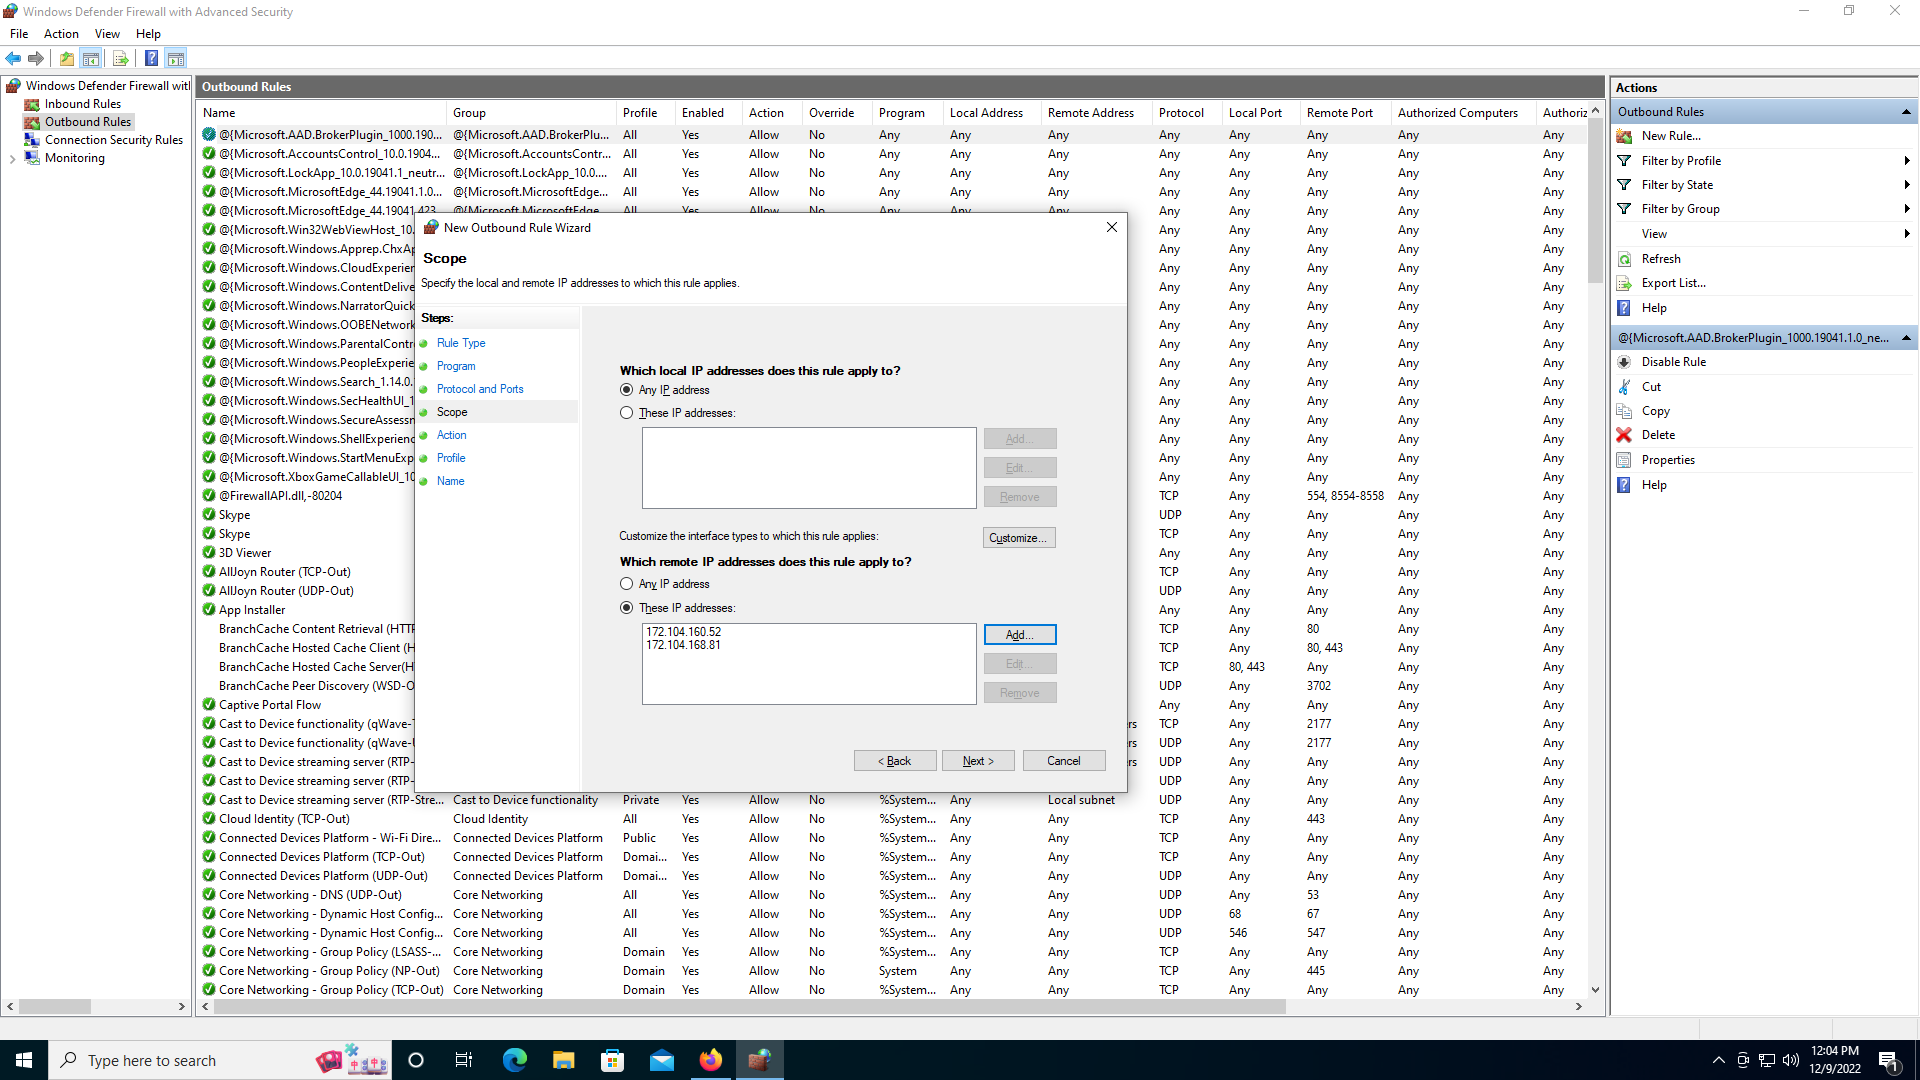 Windows Defender Firewall with Advanced Security
File Action View Help
Windows Defender Firewall witl
Inbound Rules
Outbound Rules
Connection Security Rules
Monitoring
Outbound Rules
Name Group Profile Enabled Action Override Program Local Address Remote Address Protocol Local Port Remote Port Authorized Computers Authoriz
@{Microsoft.AAD.BrokerPlugin_1000.190... @{Microsoft.AAD.BrokerPlu... All Yes Allow No Any Any Any Any Any Any Any Any
@{Microsoft.AccountsControl_10.0.1904... @{Microsoft.AccountsContr... All Yes Allow No Any Any Any Any Any Any Any Any
@{Microsoft.LockApp_10.0.19041.1_neutr... @{Microsoft.LockApp_10.0.... All Yes Allow No Any Any Any Any Any Any Any Any
@{Microsoft.MicrosoftEdge_44.19041.1.0... @{Microsoft.MicrosoftEdge... All Yes Allow No Any Any Any Any Any Any Any Any
@{Microsoft.MicrosoftEdge_44.19041.423 @{Microsoft.MicrosoftEdge All Yes Allow No Any Any Any Any Any Any Any Any
@{Microsoft.Win32WebViewHost_10. Any Any Any Any Any
@{Microsoft.Windows.Apprep.ChxAp Any Any Any Any Any
@{Microsoft.Windows.CloudExperien Any Any Any Any Any
@{Microsoft.Windows.ContentDelive Any Any Any Any Any
@{Microsoft.Windows.NarratorQuick Any Any Any Any Any
@{Microsoft.Windows.OOBENetwork Any Any Any Any Any
@{Microsoft.Windows.ParentalContro Any Any Any Any Any
@{Microsoft.Windows.PeopleExperie Any Any Any Any Any
@{Microsoft.Windows.Search_1.14.0. Any Any Any Any Any
@{Microsoft.Windows.SecHealthUI_1 Any Any Any Any Any
@{Microsoft.Windows.SecureAssessn Any Any Any Any Any
@{Microsoft.Windows.ShellExperienc Any Any Any Any Any
@{Microsoft.Windows.StartMenuExp Any Any Any Any Any
@{Microsoft.XboxGameCallableUI_10 Any Any Any Any Any
@FirewallAPI.dll,-80204 TCP Any 554, 8554-8558 Any Any
Skype UDP Any Any Any Any
Skype TCP Any Any Any Any
3D Viewer Any Any Any Any Any
AllJoyn Router (TCP-Out) TCP Any Any Any Any
AllJoyn Router (UDP-Out) UDP Any Any Any Any
App Installer Any Any Any Any Any
BranchCache Content Retrieval (HTTP TCP Any 80 Any Any
BranchCache Hosted Cache Client (H TCP Any 80, 443 Any Any
BranchCache Hosted Cache Server(H TCP 80, 443 Any Any Any
BranchCache Peer Discovery (WSD-O UDP Any 3702 Any Any
Captive Portal Flow Any Any Any Any Any
Cast to Device functionality (qWave-T ers TCP Any 2177 Any Any
Cast to Device functionality (qWave-U ers UDP Any 2177 Any Any
Cast to Device streaming server (RTP- ers UDP Any Any Any Any
Cast to Device streaming server (RTP- UDP Any Any Any Any
Cast to Device streaming server (RTP-Stre... Cast to Device functionality Private Yes Allow No %System... Any Local subnet UDP Any Any Any Any
Cloud Identity (TCP-Out) Cloud Identity All Yes Allow No %System... Any Any TCP Any 443 Any Any
Connected Devices Platform - Wi-Fi Dire... Connected Devices Platform Public Yes Allow No %System... Any Any TCP Any Any Any Any
Connected Devices Platform (TCP-Out) Connected Devices Platform Domai... Yes Allow No %System... Any Any TCP Any Any Any Any
Connected Devices Platform (UDP-Out) Connected Devices Platform Domai... Yes Allow No %System... Any Any UDP Any Any Any Any
Core Networking - DNS (UDP-Out) Core Networking All Yes Allow No %System... Any Any UDP Any 53 Any Any
Core Networking - Dynamic Host Config... Core Networking All Yes Allow No %System... Any Any UDP 68 67 Any Any
Core Networking - Dynamic Host Config... Core Networking All Yes Allow No %System... Any Any UDP 546 547 Any Any
Core Networking - Group Policy (LSASS-... Core Networking Domain Yes Allow No %System... Any Any TCP Any Any Any Any
Core Networking - Group Policy (NP-Out) Core Networking Domain Yes Allow No System Any Any TCP Any 445 Any Any
Core Networking - Group Policy (TCP-Out) Core Networking Domain Yes Allow No %System... Any Any TCP Any Any Any Any
New Outbound Rule Wizard
Scope
Specify the local and remote IP addresses to which this rule applies.
Steps:
Rule Type
Program
Protocol and Ports
Scope
Action
Profile
Name
Which local IP addresses does this rule apply to?
Any IP address
These IP addresses:
Add...
Edit...
Remove
Customize the interface types to which this rule applies:
Customize...
Which remote IP addresses does this rule apply to?
Any IP address
These IP addresses:
172.104.160.52
172.104.168.81
Add...
Edit...
Remove
< Back Next > Cancel
Actions
Outbound Rules
New Rule...
Filter by Profile
Filter by State
Filter by Group
View
Refresh
Export List...
Help
@{Microsoft.AAD.BrokerPlugin_1000.19041.1.0_ne...
Disable Rule
Cut
Copy
Delete
Properties
Help
Type here to search
12:04 PM
12/9/2022
1